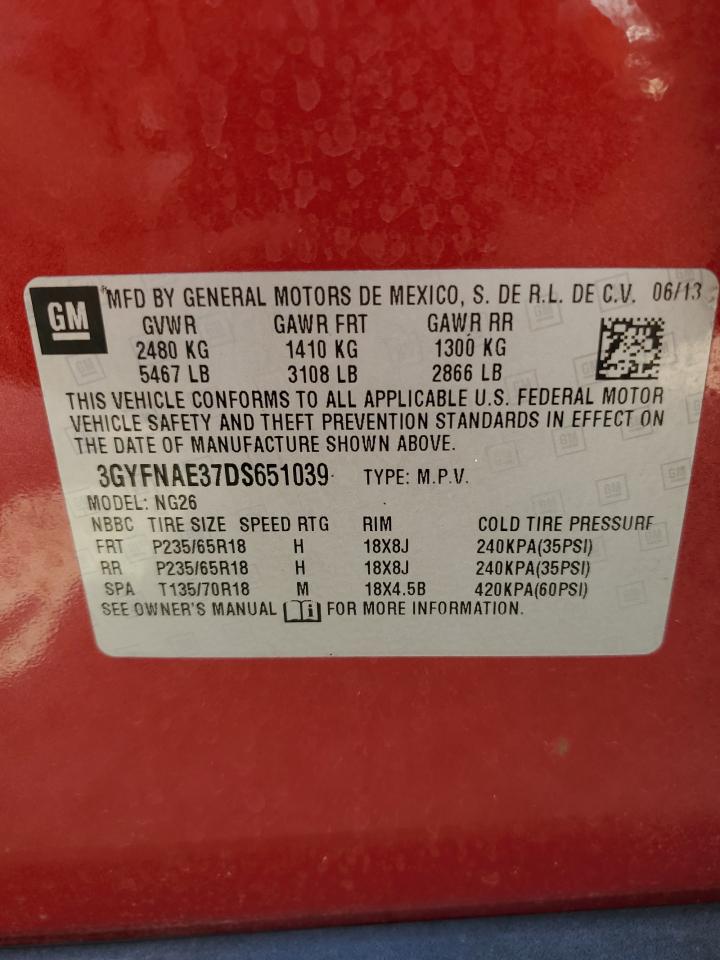 GM ® MFD BY GENERAL MOTORS DE MEXICO, S. DE R.L. DE C.V. 06/13
GVWR GAWR FRT GAWR RR
2480 KG 1410 KG 1300 KG
5467 LB 3108 LB 2866 LB
THIS VEHICLE CONFORMS TO ALL APPLICABLE U.S. FEDERAL MOTOR
VEHICLE SAFETY AND THEFT PREVENTION STANDARDS IN EFFECT ON
THE DATE OF MANUFACTURE SHOWN ABOVE.
3GYFNAE37DS651039 TYPE: M.P.V.
MODEL: NG26
NBBC TIRE SIZE SPEED RTG RIM COLD TIRE PRESSURE
FRT P235/65R18 H 18X8J 240KPA(35PSI)
RR P235/65R18 H 18X8J 240KPA(35PSI)
SPA T135/70R18 M 18X4.5B 420KPA(60PSI)
SEE OWNER'S MANUAL i FOR MORE INFORMATION.